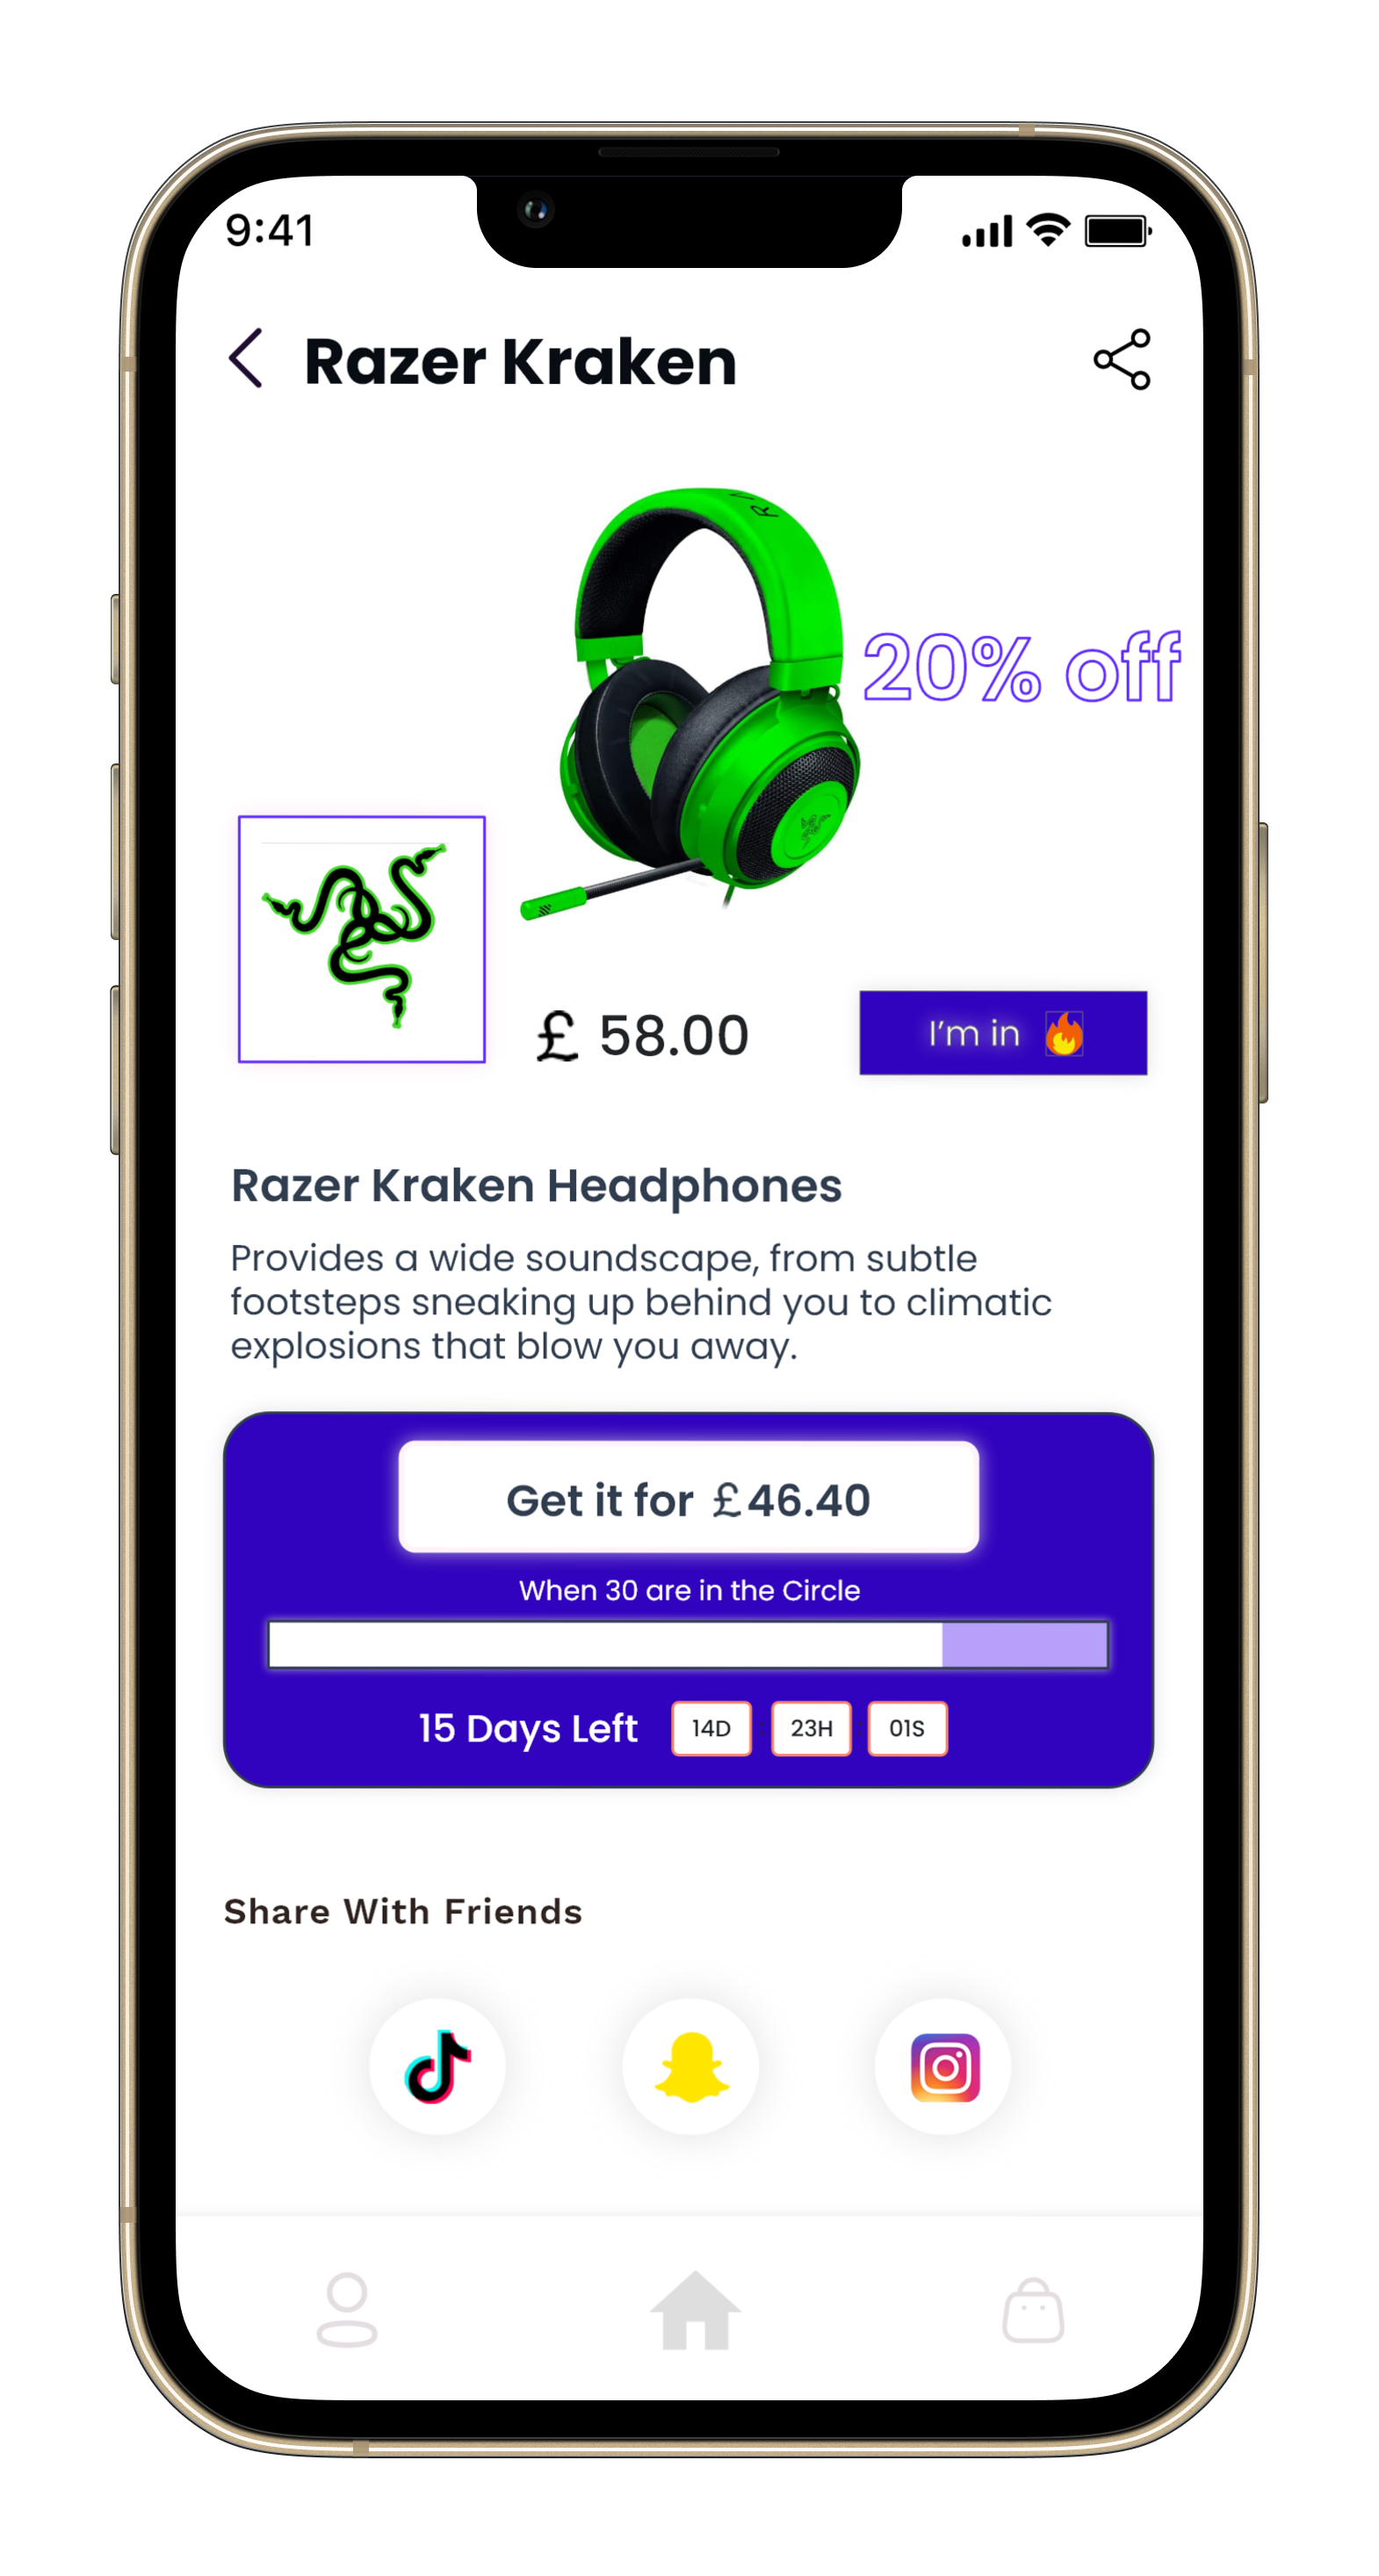 9:41
Razer Kraken
20% off
£ 58.00
I'm in
Razer Kraken Headphones
Provides a wide soundscape, from subtle
footsteps sneaking up behind you to climatic
explosions that blow you away.
Get it for £46.40
When 30 are in the Circle
15 Days Left 14D 23H 01S
Share With Friends